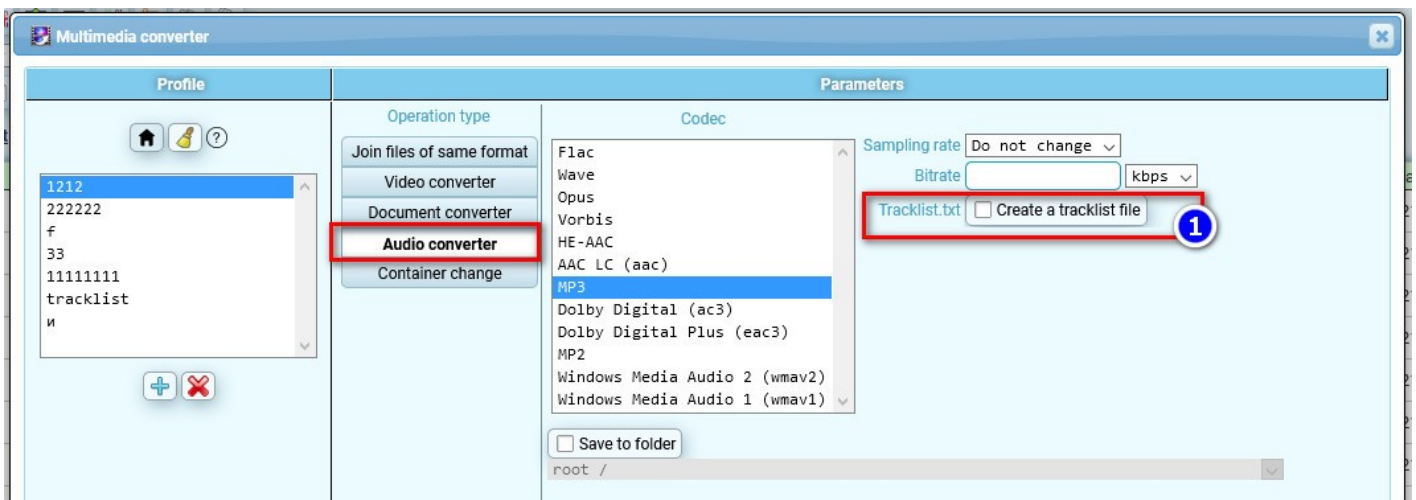 Multimedia converter
Profile
Parameters
1212
222222
f
33
11111111
tracklist
и
Operation type
Join files of same format
Video converter
Document converter
Audio converter
Container change
Codec
Flac
Wave
Opus
Vorbis
HE-AAC
AAC LC (aac)
MP3
Dolby Digital (ac3)
Dolby Digital Plus (eac3)
MP2
Windows Media Audio 2 (wmav2)
Windows Media Audio 1 (wmav1)
Sampling rate Do not change
Bitrate kbps
Tracklist.txt Create a tracklist file
1
Save to folder
root /